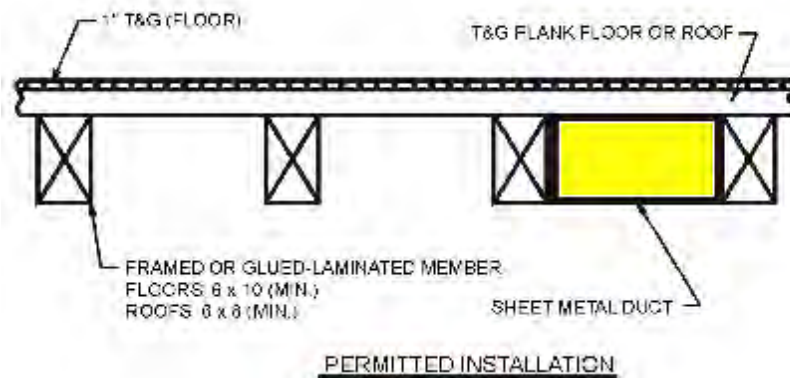 1" T&G (FLOOR)
T&G PLANK FLOOR OR ROOF
FRAMED OR GLUED-LAMINATED MEMBER
FLOORS 6 x 10 (MIN.)
ROOFS 6 x 8 (MIN.)
SHEET METAL DUCT
PERMITTED INSTALLATION